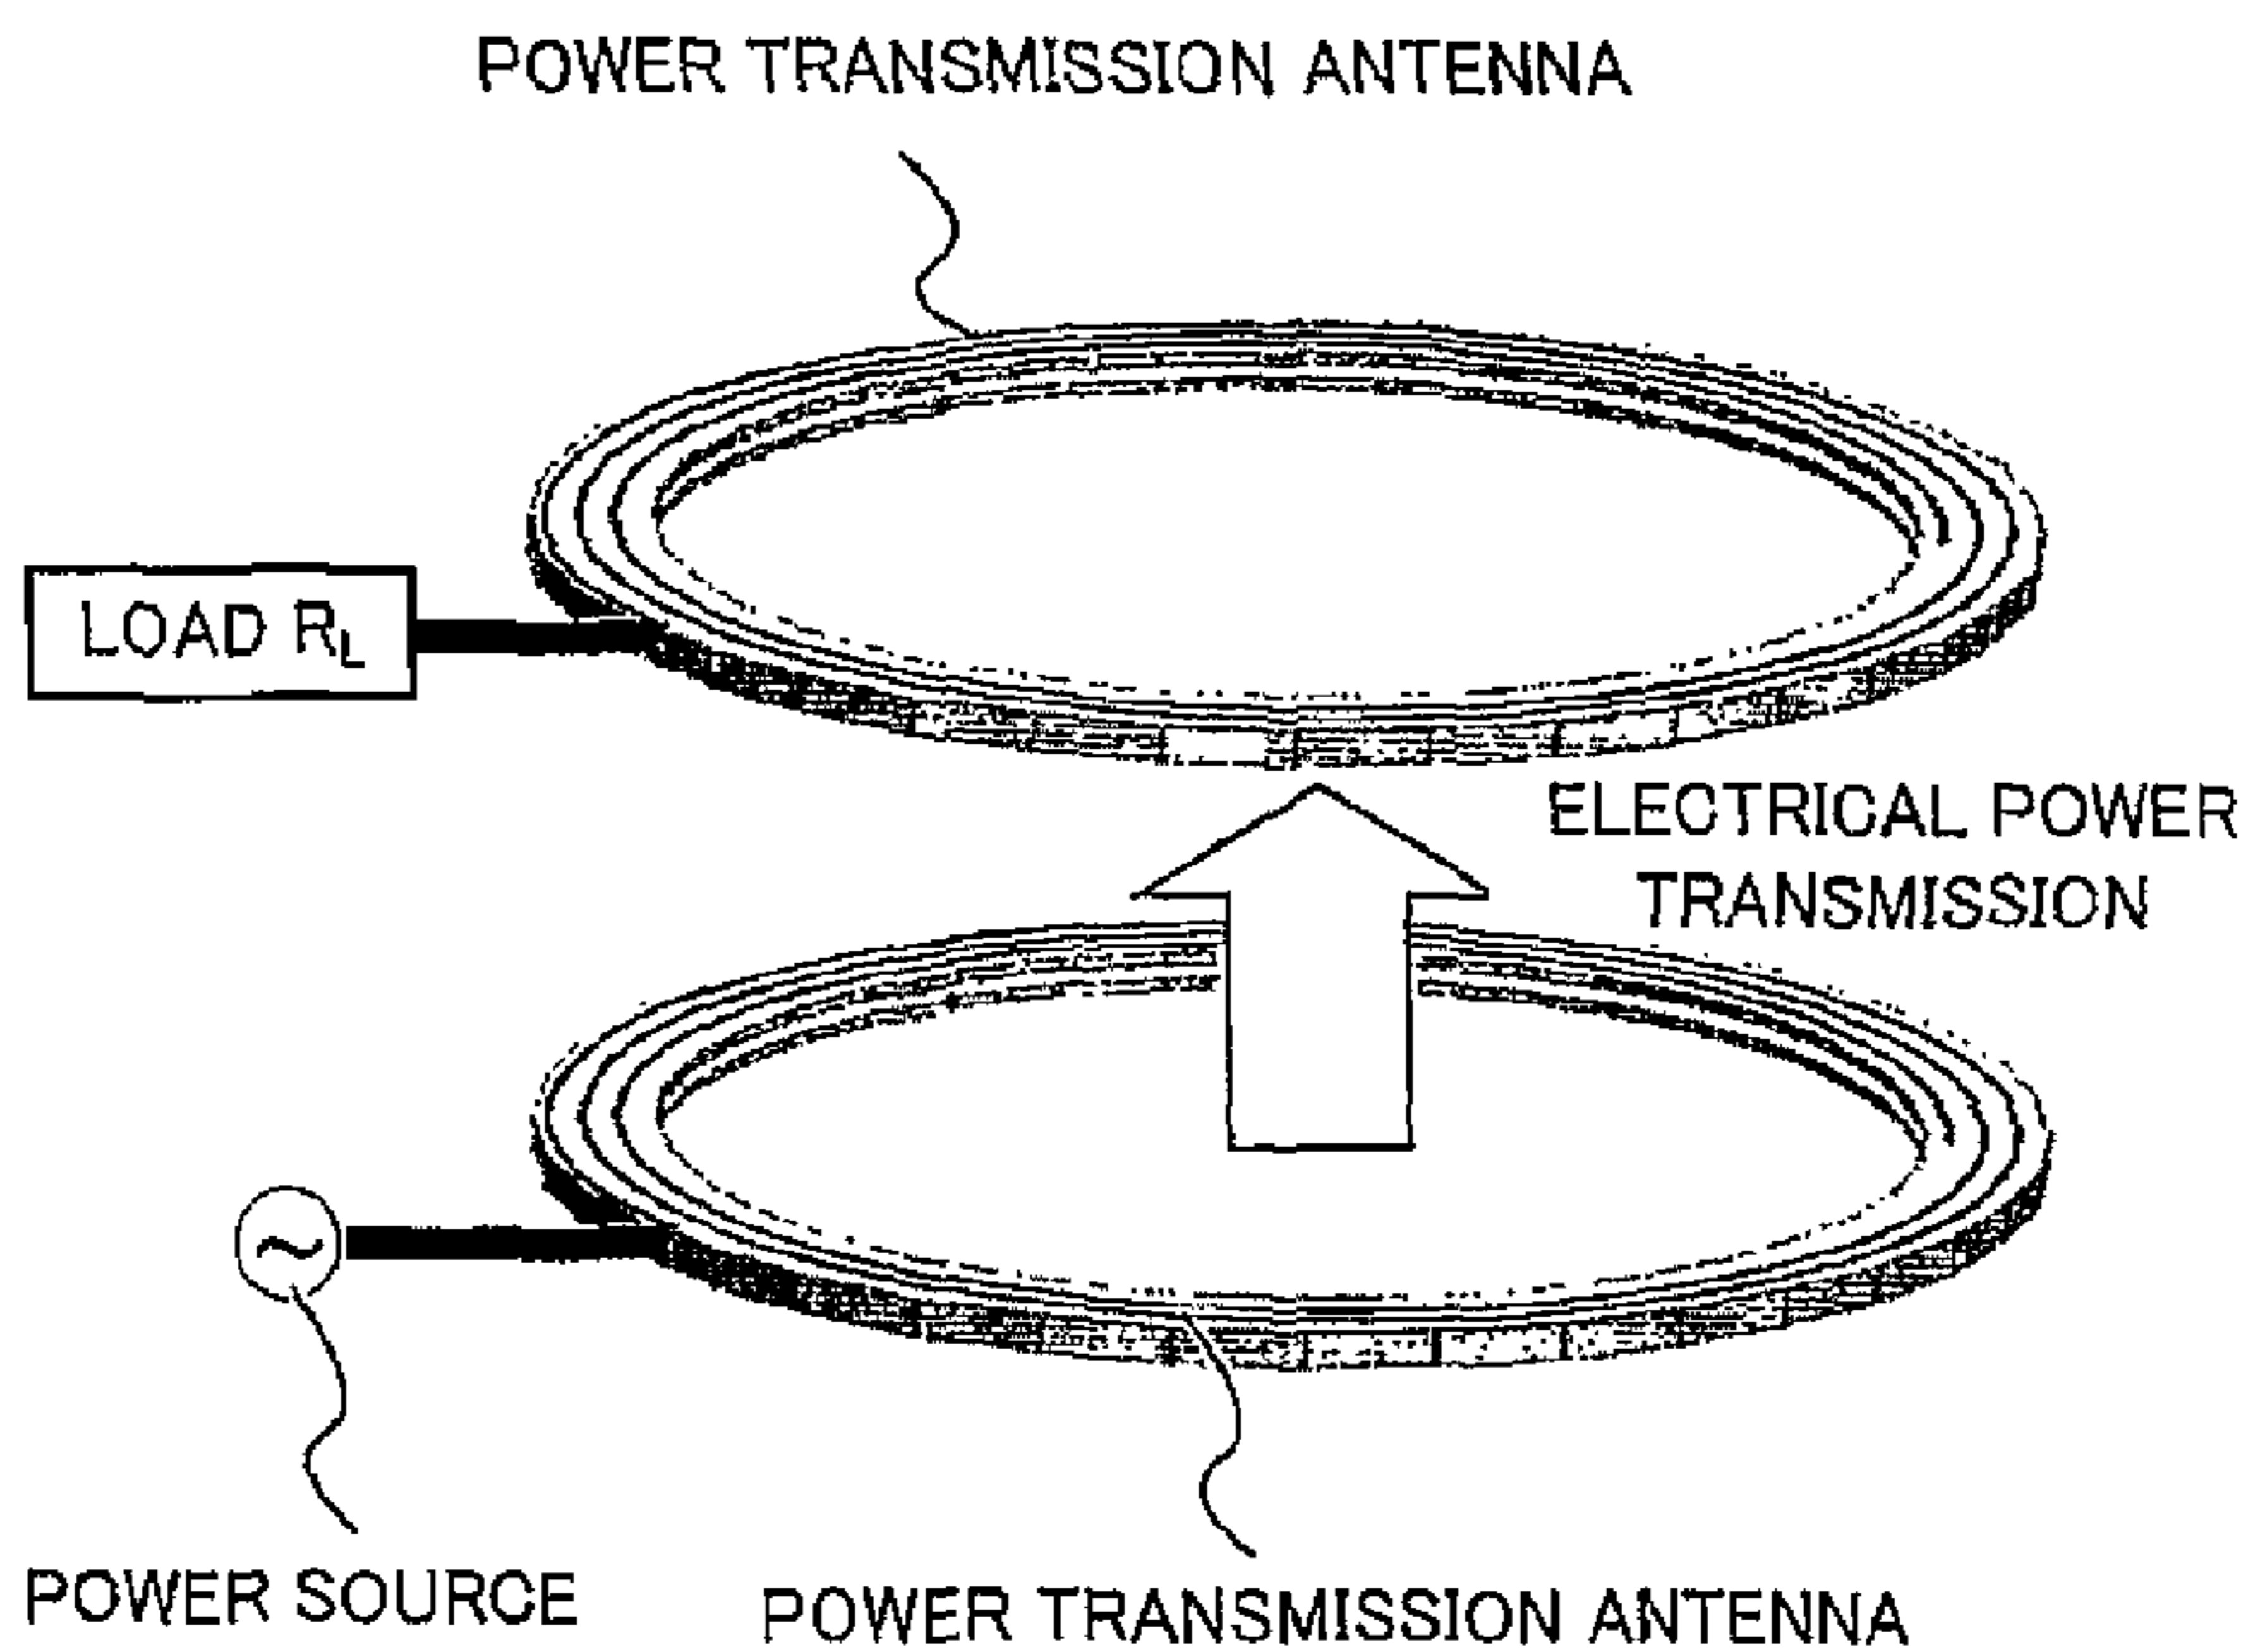 POWER TRANSMISSION ANTENNA
LOAD RL
ELECTRICAL POWER
TRANSMISSION
~
POWER SOURCE
POWER TRANSMISSION ANTENNA